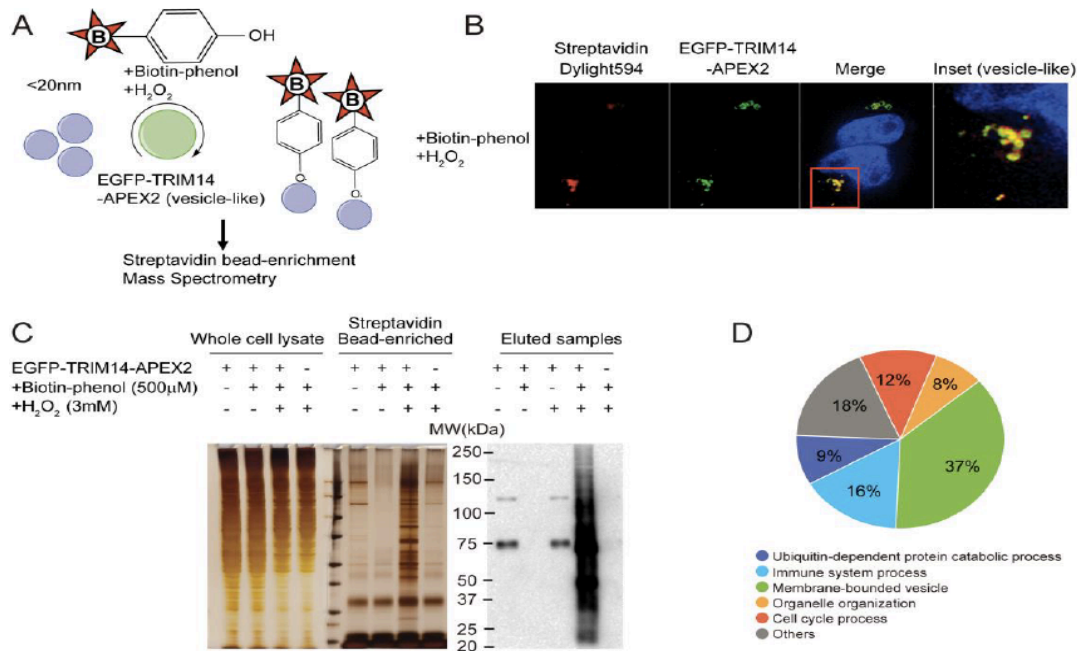 A
B
OH
+Biotin-phenol
+H₂O₂
<20nm
B
B
EGFP-TRIM14
-APEX2 (vesicle-like)
Streptavidin bead-enrichment
Mass Spectrometry
O
O
B
Streptavidin
Dylight594
EGFP-TRIM14
-APEX2
Merge
Inset (vesicle-like)
+Biotin-phenol
+H₂O₂
C
Whole cell lysate
Streptavidin
Bead-enriched
Eluted samples
EGFP-TRIM14-APEX2 + + + - + + + - + + + + -
+Biotin-phenol (500μM) - + + + - + + + - + - + +
+H₂O₂ (3mM) - - + + - - + + - - + + +
MW(kDa)
250
150
100
75
50
37
25
20
D
12%
8%
18%
37%
9%
16%
Ubiquitin-dependent protein catabolic process
Immune system process
Membrane-bounded vesicle
Organelle organization
Cell cycle process
Others